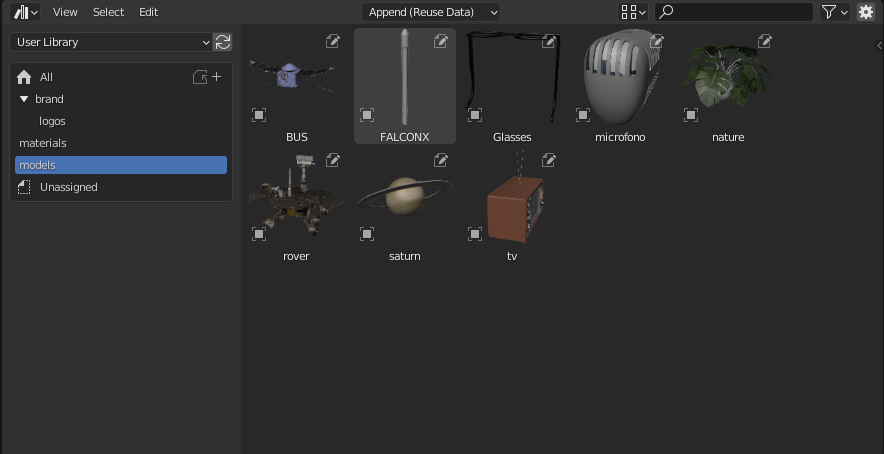 View Select Edit Append (Reuse Data)
User Library
All
brand
logos
materials
models
Unassigned
BUS FALCONX Glasses microfono nature
rover saturn tv